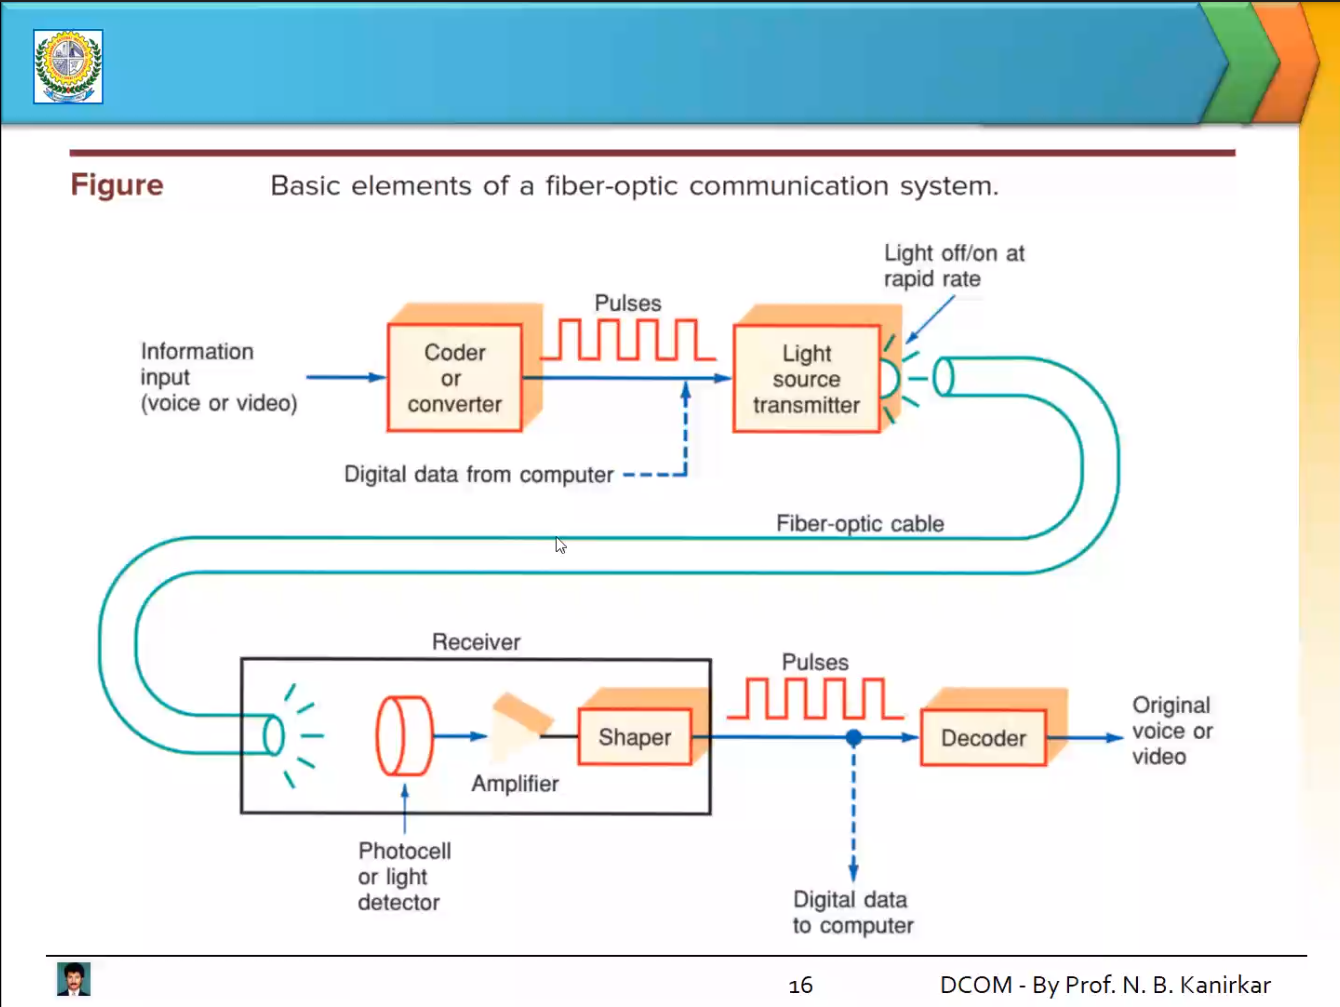 Figure Basic elements of a fiber-optic communication system.
Light off/on at
rapid rate
Pulses
Information
input
(voice or video)
Coder
or
converter
Light
source
transmitter
Digital data from computer
Fiber-optic cable
Receiver
Pulses
Shaper
Decoder
Original
voice or
video
Amplifier
Photocell
or light
detector
Digital data
to computer
16
DCOM - By Prof. N. B. Kanirkar